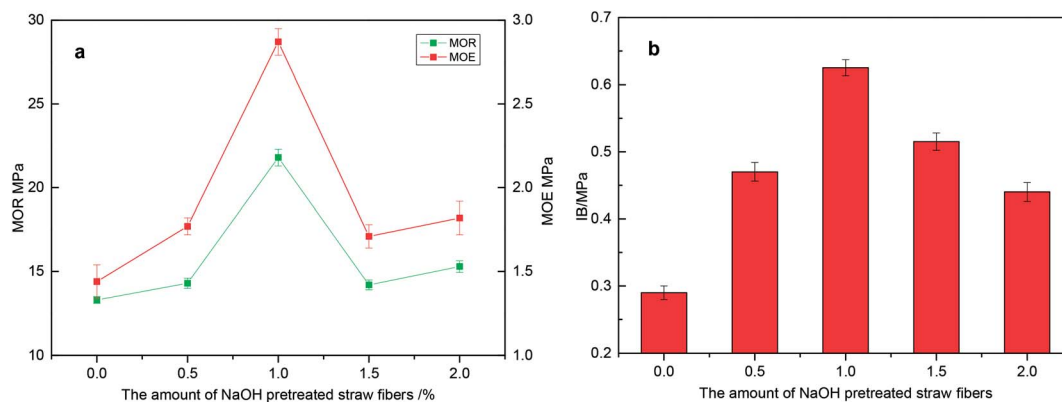 a
MOR
MOE
30
25
20
15
10
MOR MPa
3.0
2.5
2.0
1.5
1.0
MOE MPa
0.0 0.5 1.0 1.5 2.0
The amount of NaOH pretreated straw fibers /%
b
0.7
0.6
0.5
0.4
0.3
0.2
IB/MPa
0.0 0.5 1.0 1.5 2.0
The amount of NaOH pretreated straw fibers